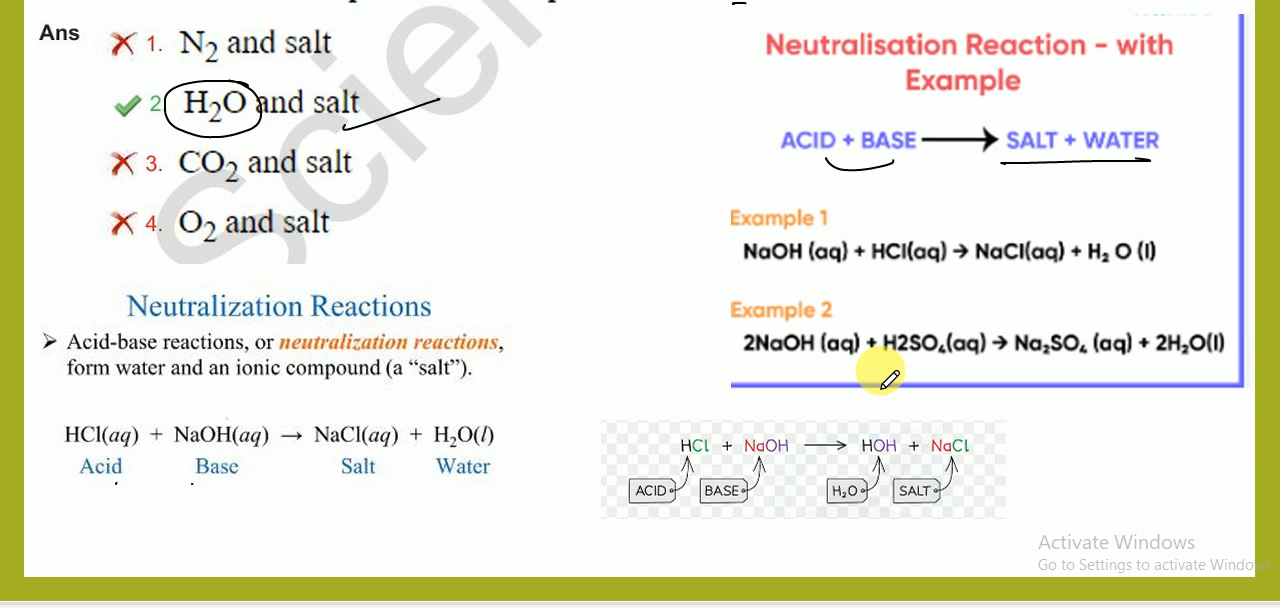 Ans
1. N₂ and salt
2 H₂O and salt
3. CO₂ and salt
4. O₂ and salt
Neutralization Reactions
➢ Acid-base reactions, or neutralization reactions,
form water and an ionic compound (a “salt”).
HCl(aq) + NaOH(aq) → NaCl(aq) + H₂O(l)
Acid Base Salt Water
Neutralisation Reaction - with
Example
ACID + BASE → SALT + WATER
Example 1
NaOH (aq) + HCl(aq) → NaCl(aq) + H₂ O (l)
Example 2
2NaOH (aq) + H2SO₄(aq) → Na₂SO₄ (aq) + 2H₂O(l)
HCl + NaOH → HOH + NaCl
ACID BASE H₂O SALT
Activate Windows
Go to Settings to activate Windows